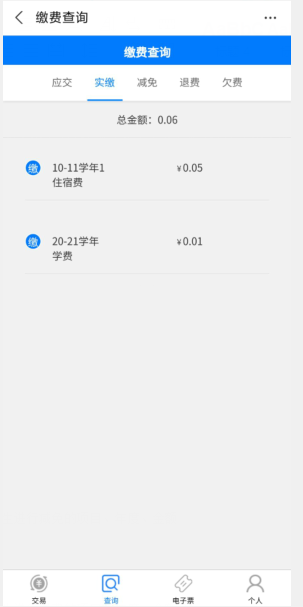 缴费查询
缴费查询
应交 实缴 减免 退费 欠费
总金额：0.06
缴 10-11学年1 ¥0.05
住宿费
缴 20-21学年 ¥0.01
学费
交易 查询 电子票 个人